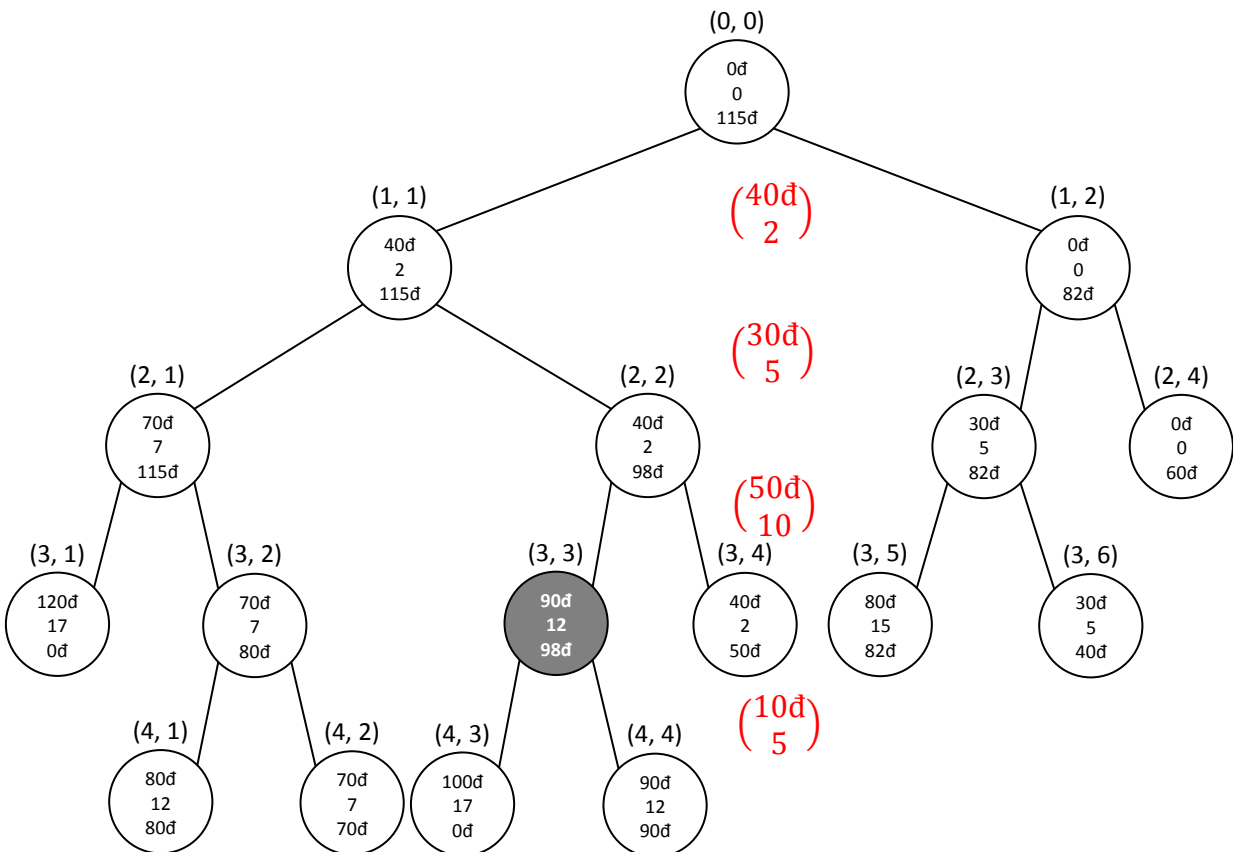 (0, 0)
0đ
0
115đ
(1, 1)
40đ
2
115đ
(40đ
2)
(1, 2)
0đ
0
82đ
(30đ
5)
(2, 1)
70đ
7
115đ
(2, 2)
40đ
2
98đ
(2, 3)
30đ
5
82đ
(2, 4)
0đ
0
60đ
(50đ
10)
(3, 1)
120đ
17
0đ
(3, 2)
70đ
7
80đ
(3, 3)
90đ
12
98đ
(3, 4)
40đ
2
50đ
(3, 5)
80đ
15
82đ
(3, 6)
30đ
5
40đ
(10đ
5)
(4, 1)
80đ
12
80đ
(4, 2)
70đ
7
70đ
(4, 3)
100đ
17
0đ
(4, 4)
90đ
12
90đ